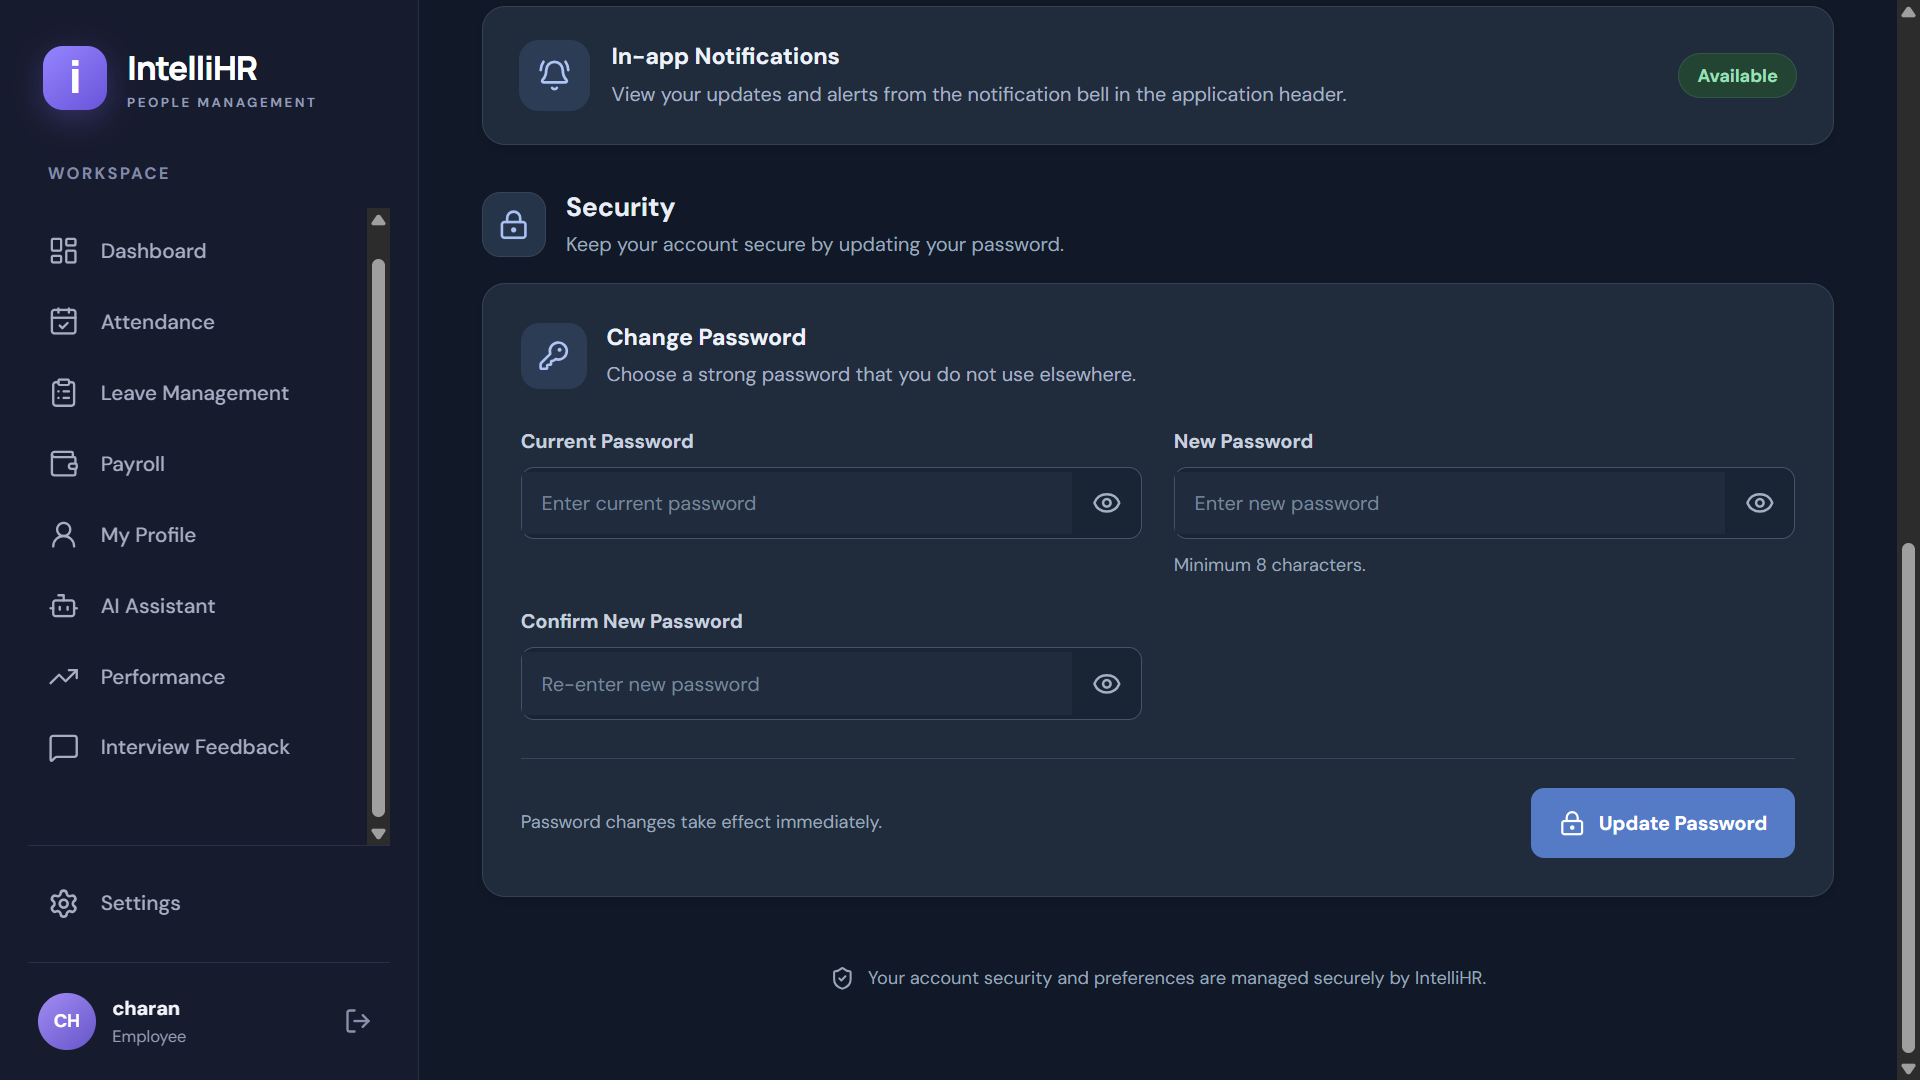 i
IntelliHR
PEOPLE MANAGEMENT
WORKSPACE
Dashboard
Attendance
Leave Management
Payroll
My Profile
AI Assistant
Performance
Interview Feedback
Settings
CH
charan
Employee
In-app Notifications
View your updates and alerts from the notification bell in the application header.
Available
Security
Keep your account secure by updating your password.
Change Password
Choose a strong password that you do not use elsewhere.
Current Password
Enter current password
New Password
Enter new password
Minimum 8 characters.
Confirm New Password
Re-enter new password
Password changes take effect immediately.
Update Password
Your account security and preferences are managed securely by IntelliHR.